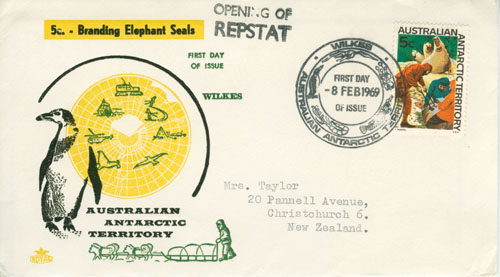 5c. - Branding Elephant Seals
OPENING OF
REPSTAT
FIRST DAY
OF ISSUE
WILKES
WILKES
FIRST DAY
-8 FEB 1969
OF ISSUE
AUSTRALIAN ANTARCTIC TERRITORY
5c
AUSTRALIAN
ANTARCTIC TERRITORY
Mrs. Taylor
20 Pannell Avenue,
Christchurch 6.
New Zealand.
AUSTRALIAN
ANTARCTIC
TERRITORY